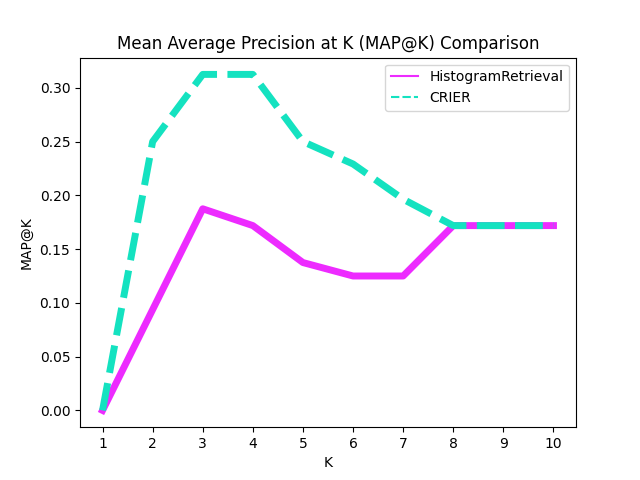 Mean Average Precision at K (MAP@K) Comparison
HistogramRetrieval
CRIER
MAP@K
0.30
0.25
0.20
0.15
0.10
0.05
0.00
1 2 3 4 5 6 7 8 9 10
K